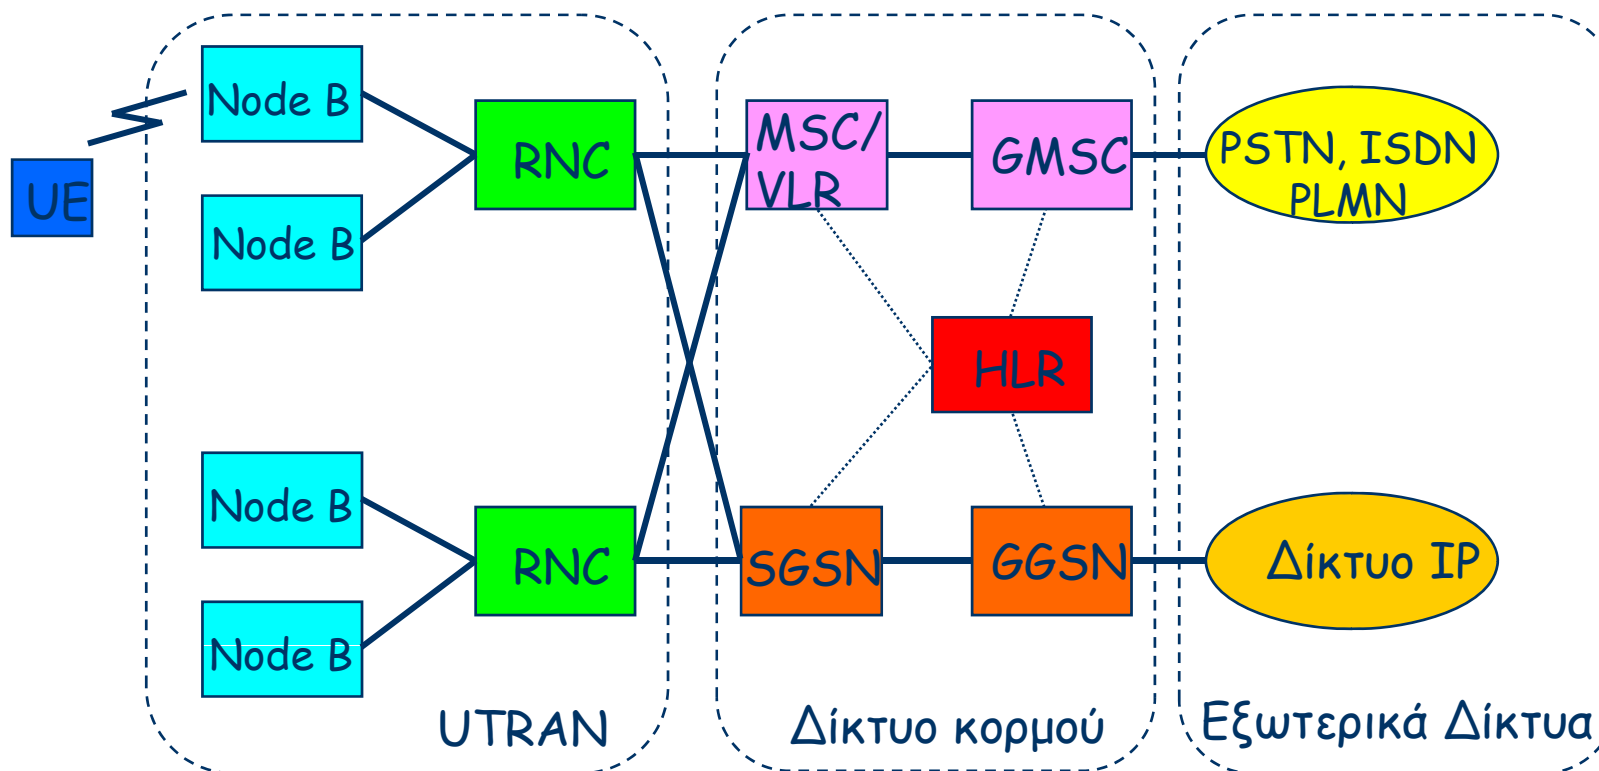 Node B
UE
Node B
RNC
MSC/
VLR
GMSC
PSTN, ISDN
PLMN
HLR
Node B
Node B
RNC
SGSN
GGSN
Δίκτυο IP
UTRAN
Δίκτυο κορμού
Εξωτερικά Δίκτυα